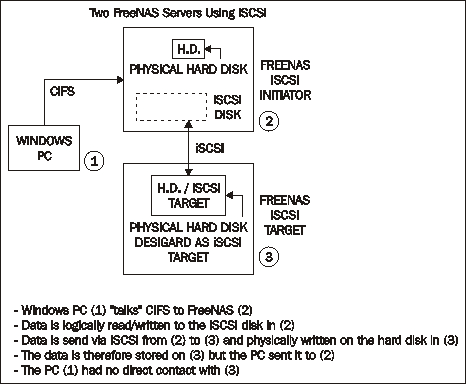 Two FreeNAS Servers Using iSCSI
H.D.
PHYSICAL HARD DISK
FREENAS
ISCSI
INITIATOR
CIFS
ISCSI
DISK
2
WINDOWS
PC
1
iSCSI
H.D. / ISCSI
TARGET
FREENAS
ISCSI
TARGET
PHYSICAL HARD DISK
DESIGARD AS iSCSI
TARGET
3
- Windows PC (1) "talks" CIFS to FreeNAS (2)
- Data is logically read/written to the ISCSI disk in (2)
- Data is send via ISCSI from (2) to (3) and physically written on the hard disk in (3)
- The data is therefore stored on (3) but the PC sent it to (2)
- The PC (1) had no direct contact with (3)